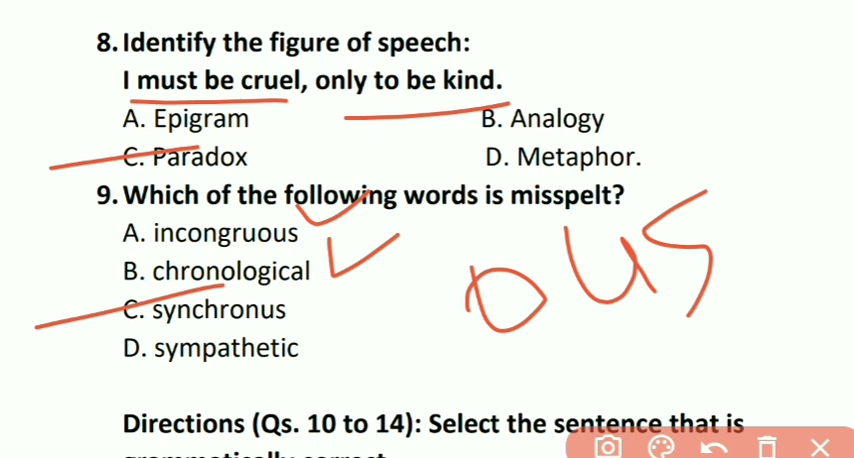 8. Identify the figure of speech:
I must be cruel, only to be kind.
A. Epigram B. Analogy
C. Paradox D. Metaphor.
9. Which of the following words is misspelt?
A. incongruous
B. chronological
C. synchronus
D. sympathetic
ous
Directions (Qs. 10 to 14): Select the sentence that is
grammatically correct